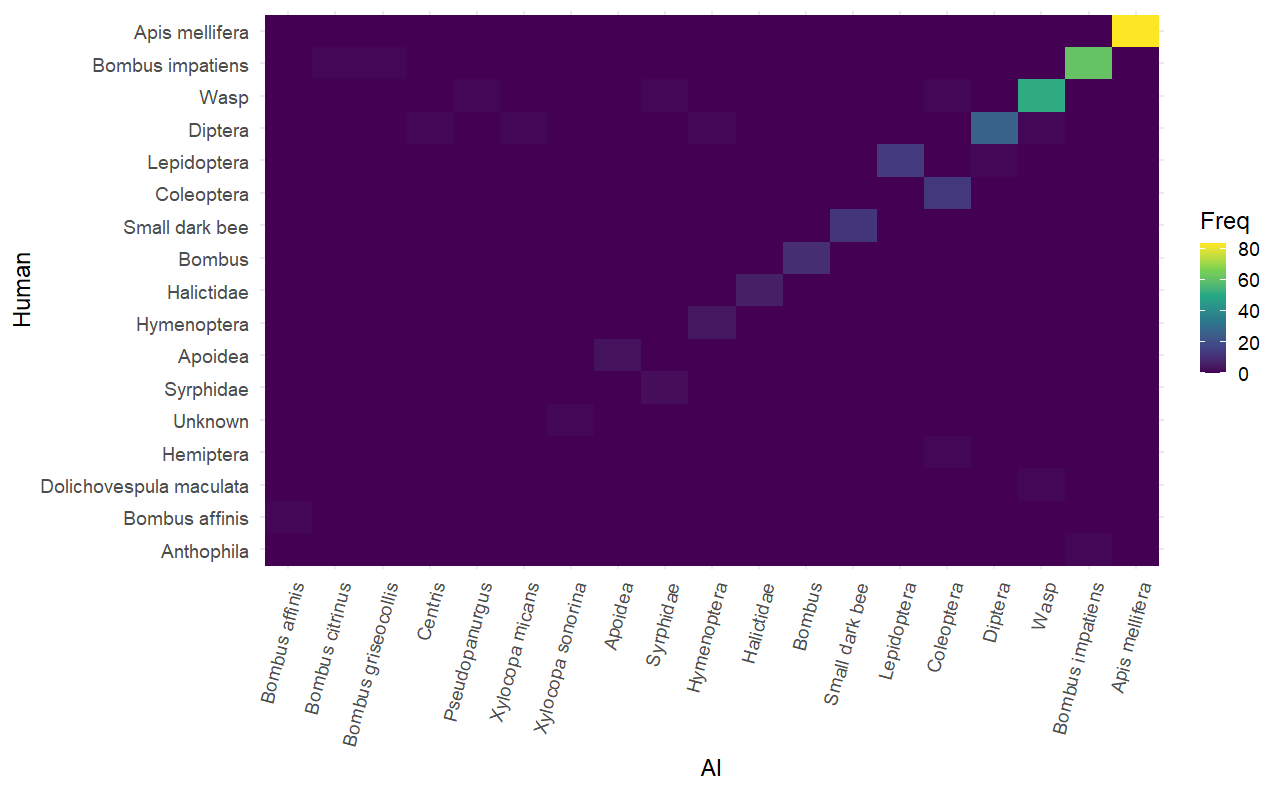 Apis mellifera
Bombus impatiens
Wasp
Diptera
Lepidoptera
Coleoptera
Small dark bee
Bombus
Halictidae
Hymenoptera
Apoidea
Syrphidae
Unknown
Hemiptera
Dolichovespula maculata
Bombus affinis
Anthophila
Human
Freq
80
60
40
20
0
Bombus affinis
Bombus citrinus
Bombus griseocollis
Centris
Pseudopanurgus
Xylocopa micans
Xylocopa sonorina
Apoidea
Syrphidae
Hymenoptera
Halictidae
Bombus
Small dark bee
Lepidoptera
Coleoptera
Diptera
Wasp
Bombus impatiens
Apis mellifera
AI